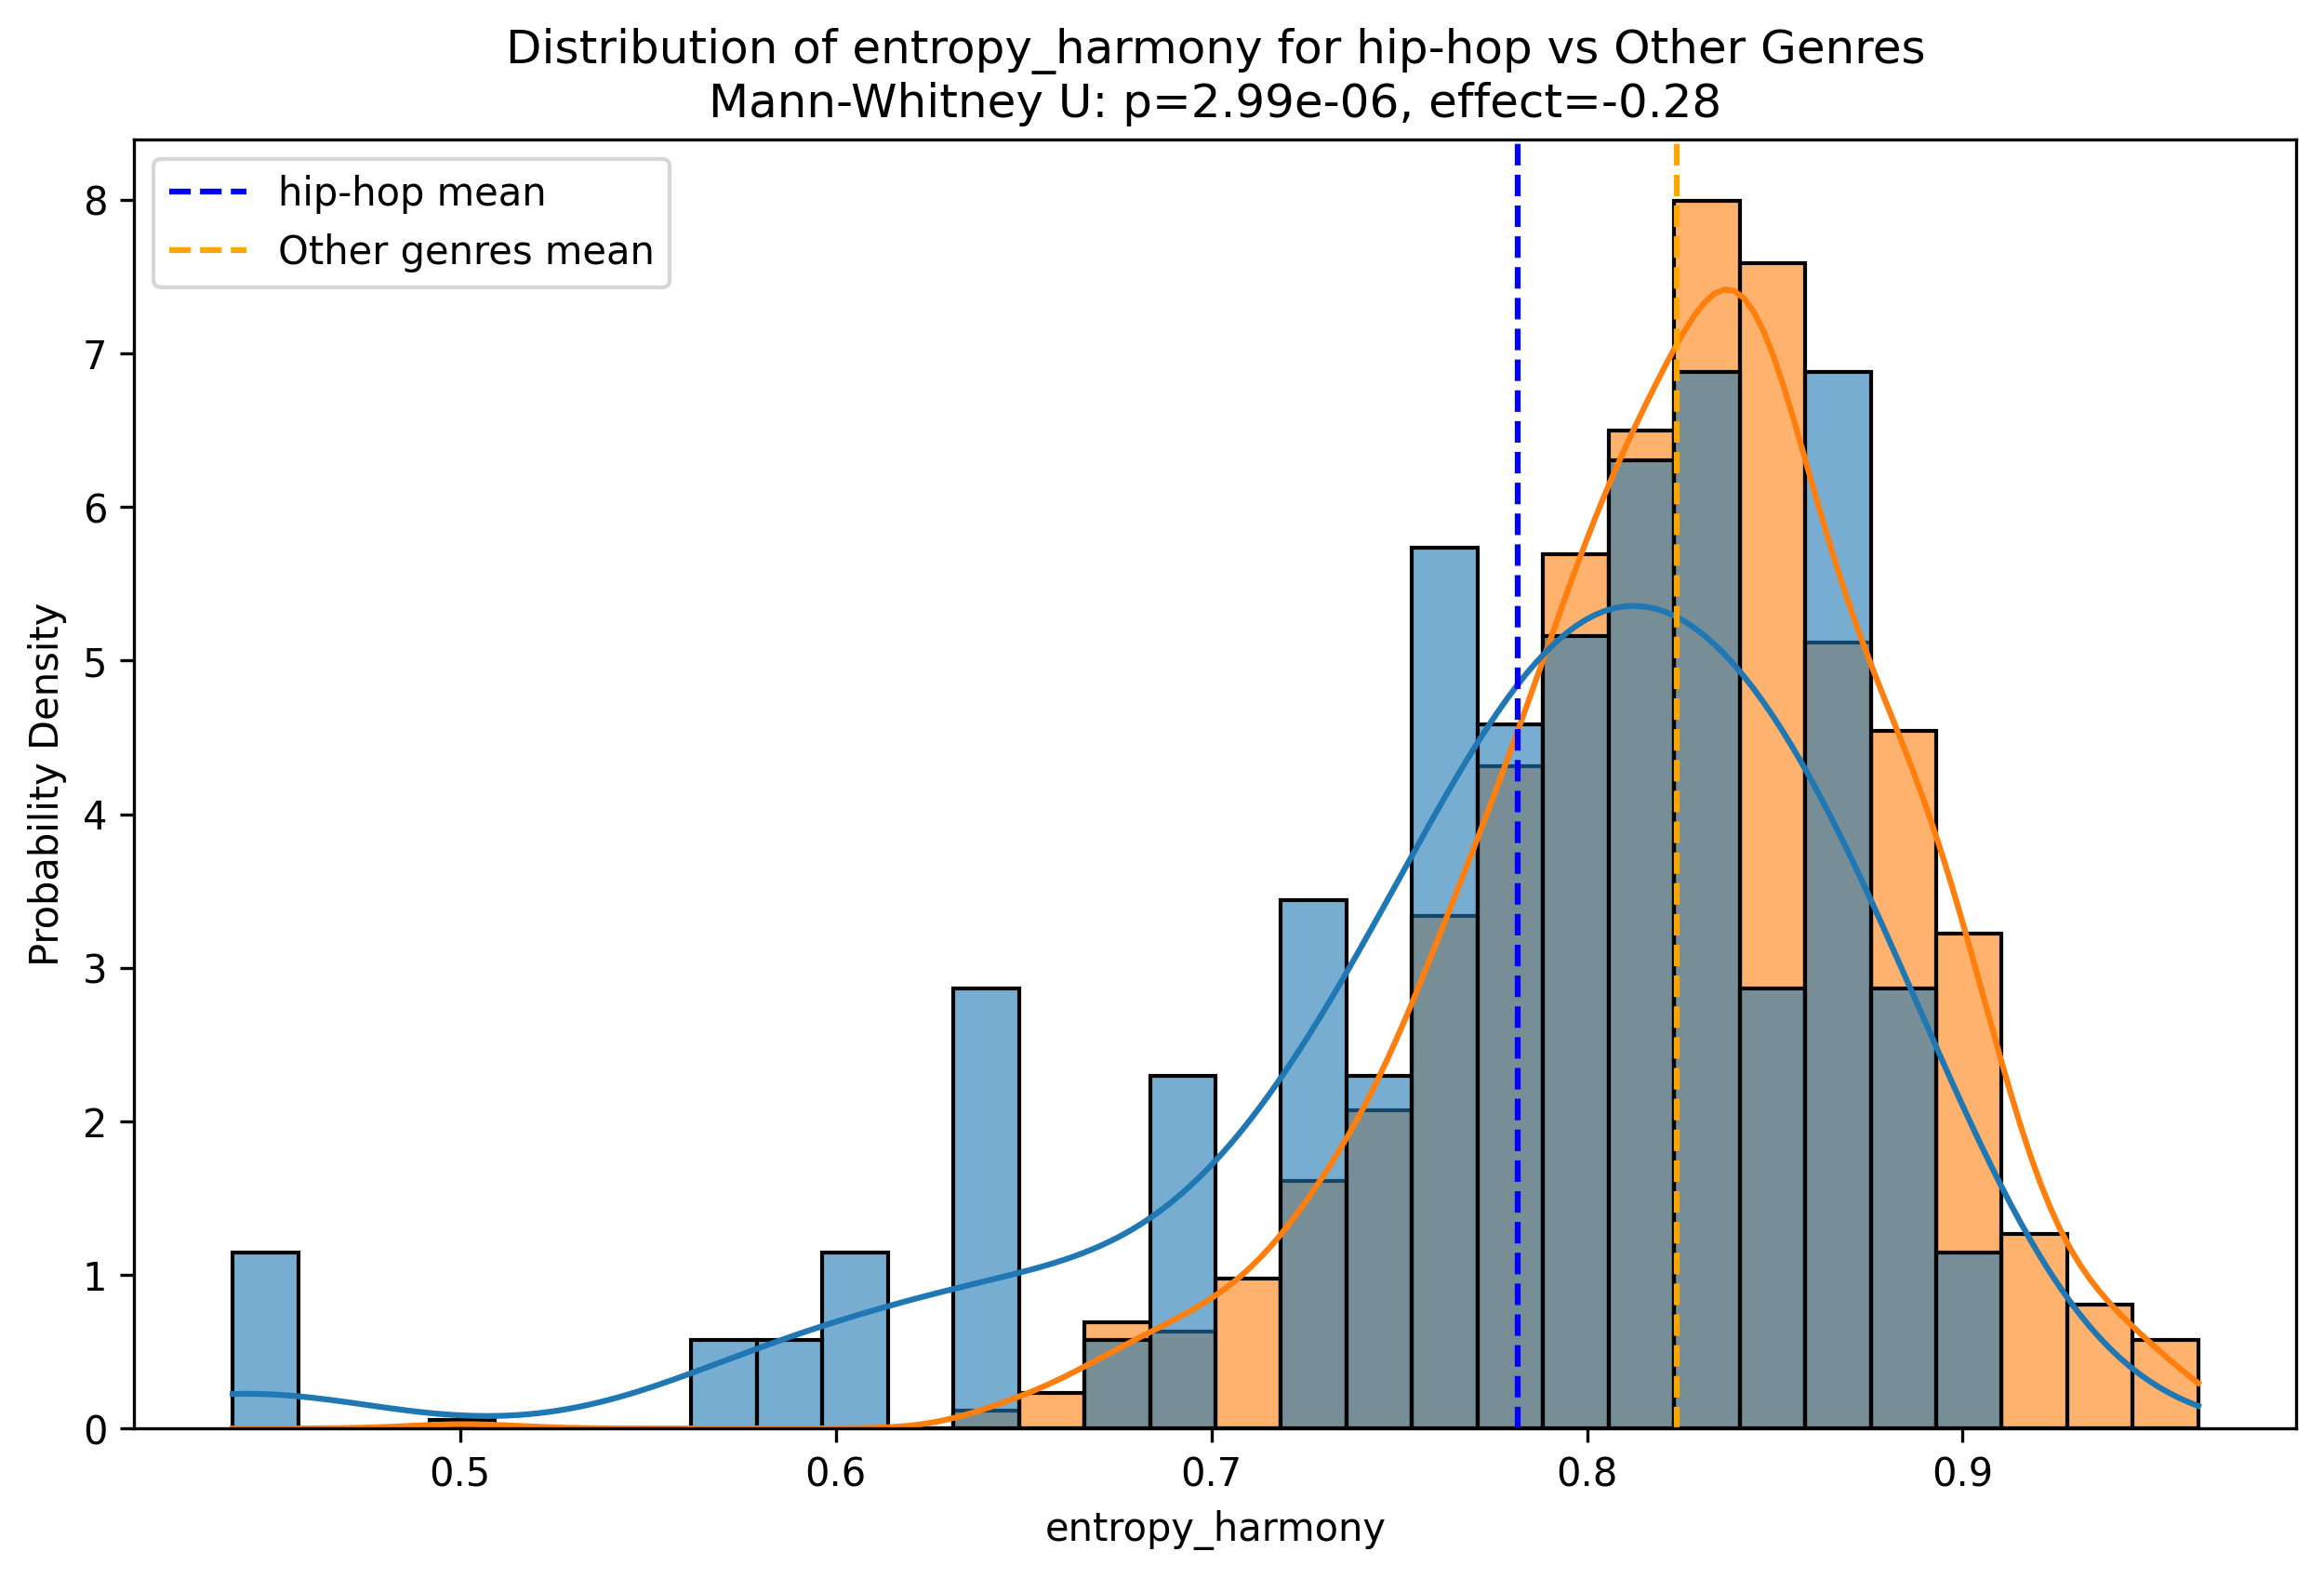 Distribution of entropy_harmony for hip-hop vs Other Genres
Mann-Whitney U: p=2.99e-06, effect=-0.28
hip-hop mean
Other genres mean
8
7
6
5
4
3
2
1
0
Probability Density
0.5 0.6 0.7 0.8 0.9
entropy_harmony